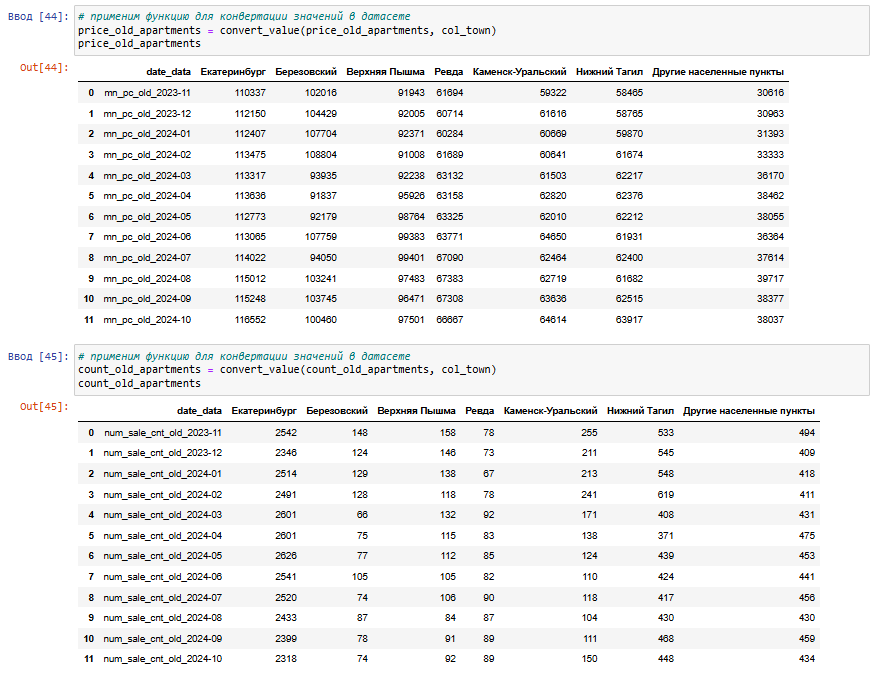 Ввод [44]: # применим функцию для конвертации значений в датасете
price_old_apartments = convert_value(price_old_apartments, col_town)
price_old_apartments
Out[44]:
date_data Екатеринбург Березовский Верхняя Пышма Ревда Каменск-Уральский Нижний Тагил Другие населенные пункты
0 mn_pc_old_2023-11 110337 102016 91943 61694 59322 58465 30616
1 mn_pc_old_2023-12 112150 104429 92005 60714 61616 58765 30963
2 mn_pc_old_2024-01 112407 107704 92371 60284 60669 59870 31393
3 mn_pc_old_2024-02 113475 108804 91008 61689 60641 61674 33333
4 mn_pc_old_2024-03 113317 93935 92238 63132 61503 62217 36170
5 mn_pc_old_2024-04 113636 91837 95926 63158 62820 62376 38462
6 mn_pc_old_2024-05 112773 92179 98764 63325 62010 62212 38055
7 mn_pc_old_2024-06 113065 107759 99383 63771 64650 61931 36364
8 mn_pc_old_2024-07 114022 94050 99401 67090 62464 62400 37614
9 mn_pc_old_2024-08 115012 103241 97483 67383 62719 61682 39717
10 mn_pc_old_2024-09 115248 103745 96471 67308 63636 62515 38377
11 mn_pc_old_2024-10 116552 100460 97501 66667 64614 63917 38037
Ввод [45]: # применим функцию для конвертации значений в датасете
count_old_apartments = convert_value(count_old_apartments, col_town)
count_old_apartments
Out[45]:
date_data Екатеринбург Березовский Верхняя Пышма Ревда Каменск-Уральский Нижний Тагил Другие населенные пункты
0 num_sale_cnt_old_2023-11 2542 148 158 78 255 533 494
1 num_sale_cnt_old_2023-12 2346 124 146 73 211 545 409
2 num_sale_cnt_old_2024-01 2514 129 138 67 213 548 418
3 num_sale_cnt_old_2024-02 2491 128 118 78 241 619 411
4 num_sale_cnt_old_2024-03 2601 66 132 92 171 408 431
5 num_sale_cnt_old_2024-04 2601 75 115 83 138 371 475
6 num_sale_cnt_old_2024-05 2626 77 112 85 124 439 453
7 num_sale_cnt_old_2024-06 2541 105 105 82 110 424 441
8 num_sale_cnt_old_2024-07 2520 74 106 90 118 417 456
9 num_sale_cnt_old_2024-08 2433 87 84 87 104 430 430
10 num_sale_cnt_old_2024-09 2399 78 91 89 111 468 459
11 num_sale_cnt_old_2024-10 2318 74 92 89 150 448 434